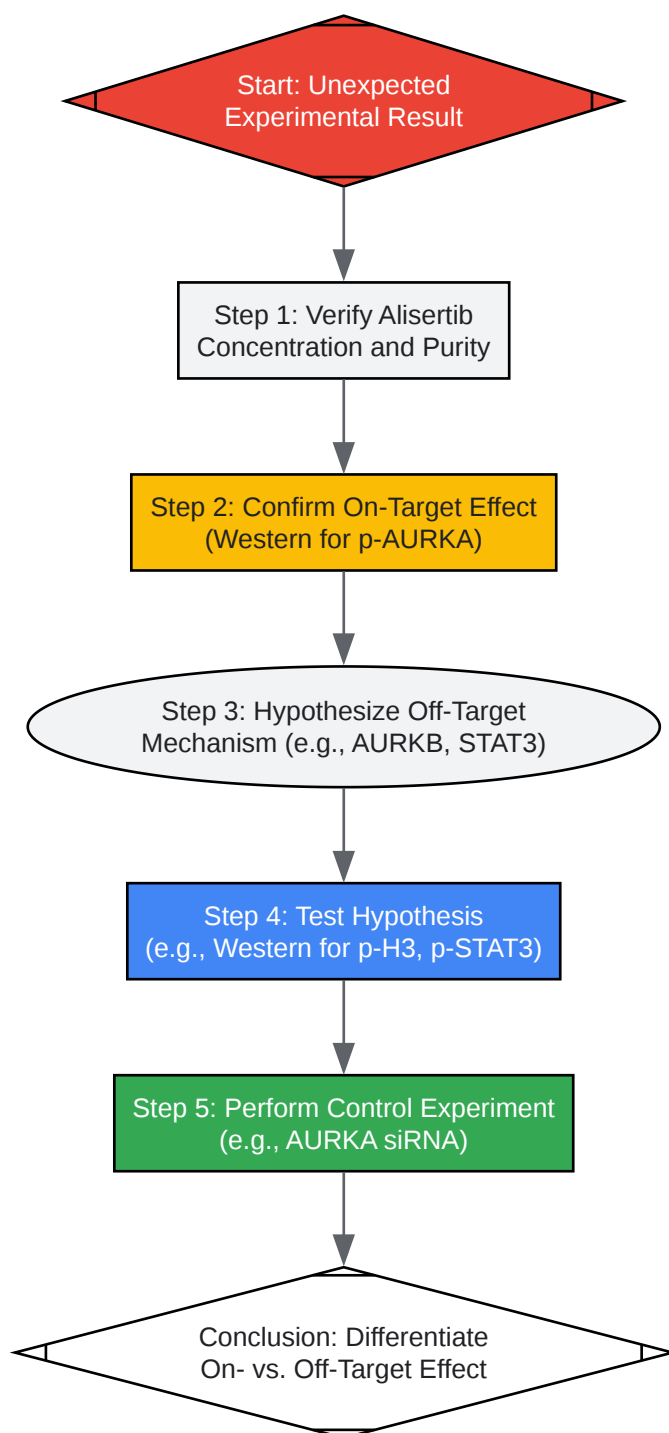 Start: Unexpected
Experimental Result
Step 1: Verify Alisertib
Concentration and Purity
Step 2: Confirm On-Target Effect
(Western for p-AURKA)
Step 3: Hypothesize Off-Target
Mechanism (e.g., AURKB, STAT3)
Step 4: Test Hypothesis
(e.g., Western for p-H3, p-STAT3)
Step 5: Perform Control Experiment
(e.g., AURKA siRNA)
Conclusion: Differentiate
On- vs. Off-Target Effect